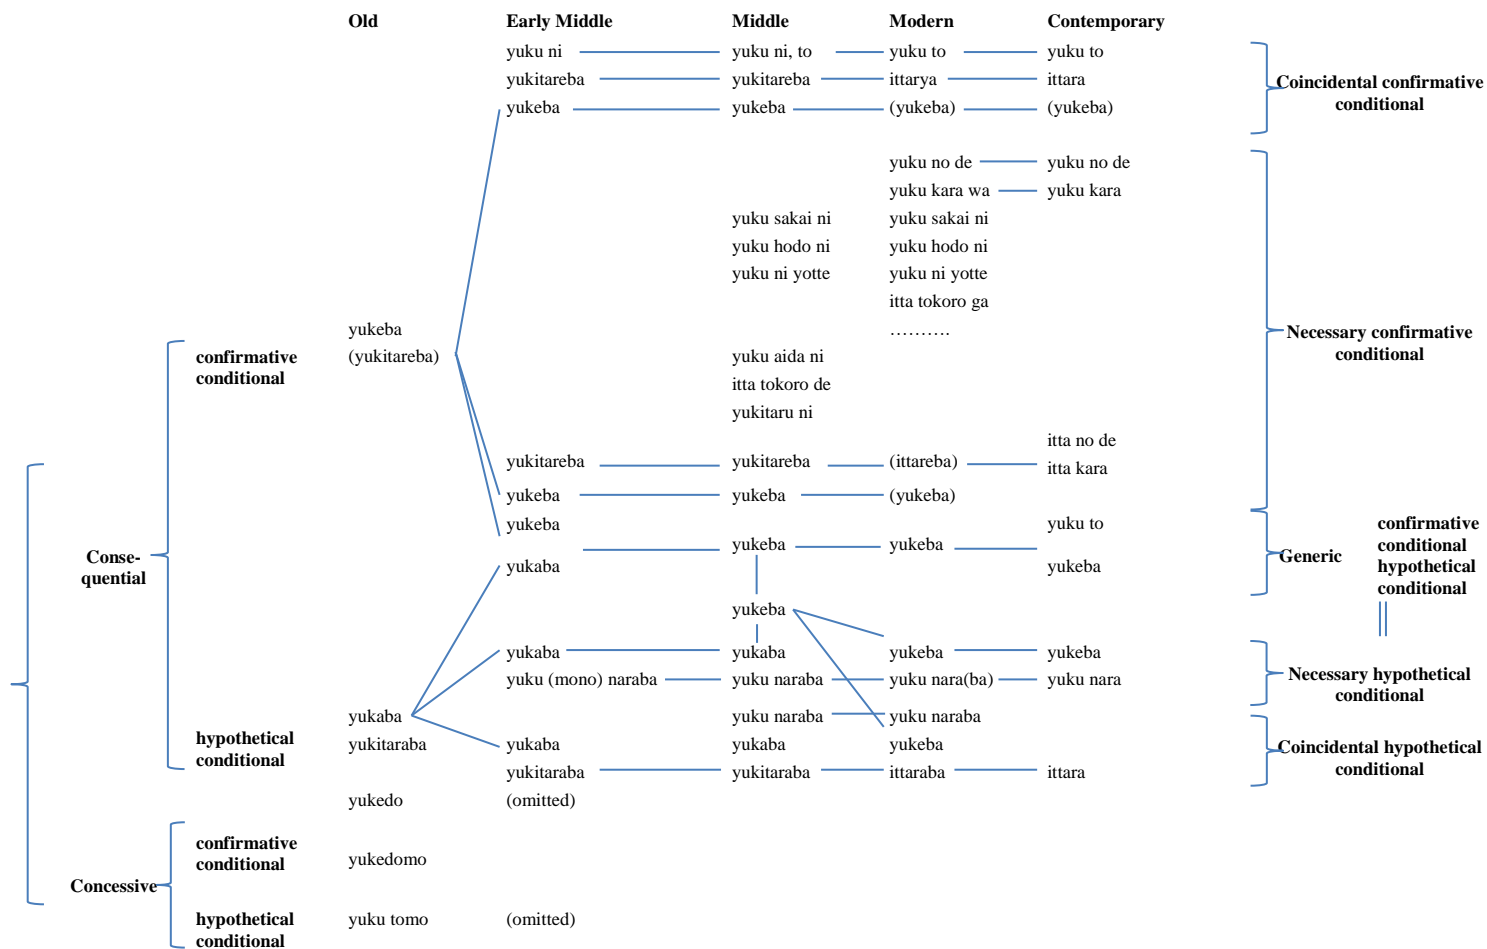 Old Early Middle Middle Modern Contemporary
yuku ni yuku ni, to yuku to yuku to
yukitareba yukitareba ittarya ittara
Coincidental confirmative
conditional
yukeba yukeba (yukeba) (yukeba)
yuku no de yuku no de
yuku kara wa yuku kara
yuku sakai ni yuku sakai ni
yuku hodo ni yuku hodo ni
yuku ni yotte yuku ni yotte
itta tokoro ga
yukeba ……….
Necessary confirmative
conditional
confirmative
conditional
(yukitareba) yuku aida ni
itta tokoro de
yukitaru ni
itta no de
yukitareba yukitareba (ittareba)
itta kara
yukeba yukeba (yukeba)
yukeba yuku to
confirmative
conditional
hypothetical
conditional
yukeba yukeba
Conse-
quential
Generic
yukaba yukeba
yukeba
yukaba yukaba yukeba yukeba
yuku (mono) naraba yuku naraba yuku nara(ba) yuku nara
Necessary hypothetical
conditional
yukaba yuku naraba yuku naraba
hypothetical
conditional
yukitaraba yukaba yukaba yukeba
Coincidental hypothetical
conditional
yukitaraba yukitaraba ittaraba ittara
yukedo (omitted)
confirmative
conditional
yukedomo
Concessive
hypothetical
conditional
yuku tomo (omitted)